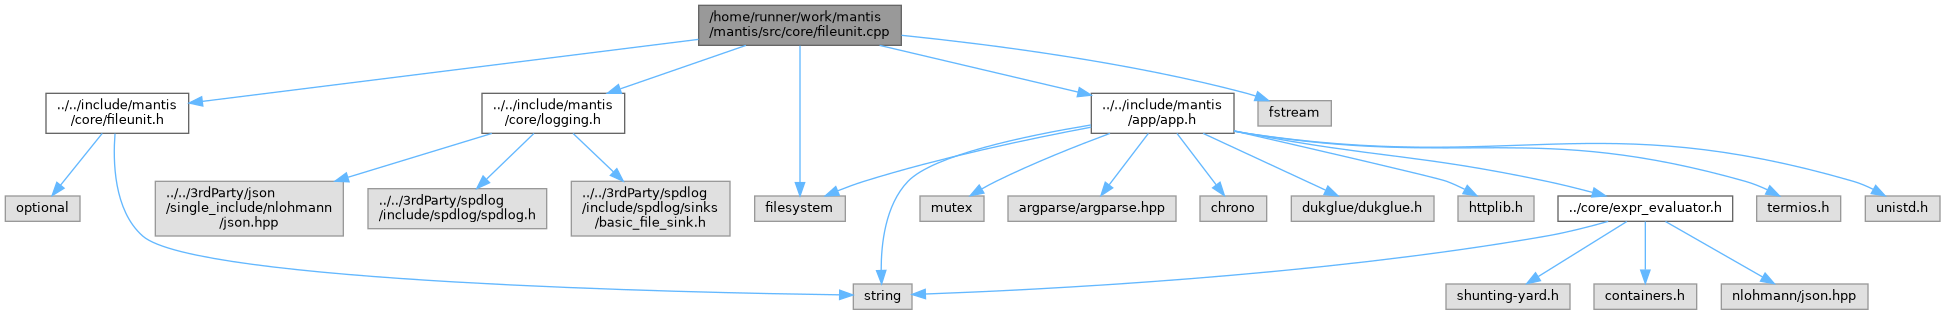 /home/runner/work/mantis
/mantis/src/core/fileunit.cpp
../../include/mantis
/core/fileunit.h
../../include/mantis
/core/logging.h
../../include/mantis
/app/app.h
fstream
optional
../../3rdParty/json
/single_include/nlohmann
/json.hpp
../../3rdParty/spdlog
/include/spdlog/spdlog.h
../../3rdParty/spdlog
/include/spdlog/sinks
/basic_file_sink.h
filesystem
mutex
argparse/argparse.hpp
chrono
dukglue/dukglue.h
httplib.h
../core/expr_evaluator.h
termios.h
unistd.h
string
shunting-yard.h
containers.h
nlohmann/json.hpp